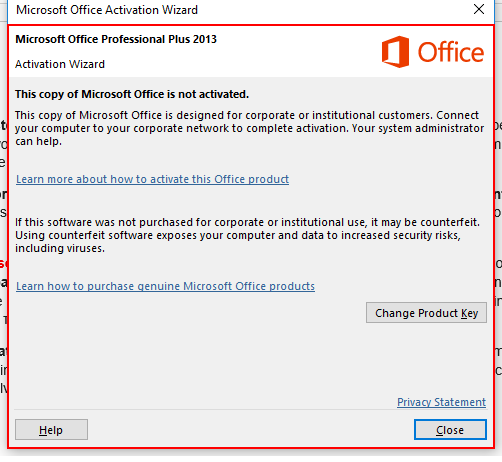 Microsoft Office Activation Wizard
Microsoft Office Professional Plus 2013
Office
Activation Wizard
This copy of Microsoft Office is not activated.
This copy of Microsoft Office is designed for corporate or institutional customers. Connect
your computer to your corporate network to complete activation. Your system administrator
can help.
Learn more about how to activate this Office product
If this software was not purchased for corporate or institutional use, it may be counterfeit.
Using counterfeit software exposes your computer and data to increased security risks,
including viruses.
Learn how to purchase genuine Microsoft Office products
Change Product Key
Privacy Statement
Help
Close